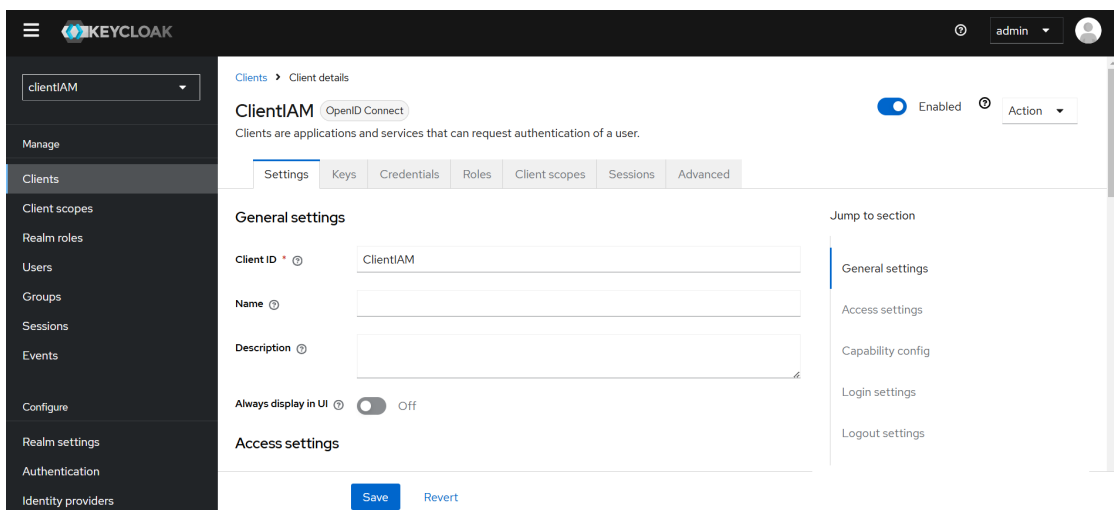 KEYCLOAK
admin
clientIAM
Manage
Clients
Client scopes
Realm roles
Users
Groups
Sessions
Events
Configure
Realm settings
Authentication
Identity providers
Clients > Client details
ClientIAM OpenID Connect
Enabled
Action
Clients are applications and services that can request authentication of a user.
Settings Keys Credentials Roles Client scopes Sessions Advanced
General settings
Client ID * ClientIAM
Name
Description
Always display in UI Off
Access settings
Save Revert
Jump to section
General settings
Access settings
Capability config
Login settings
Logout settings